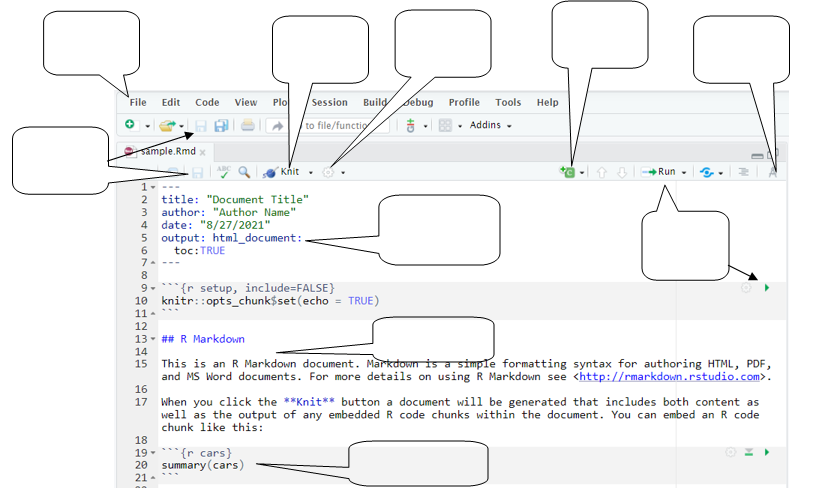 File Edit Code View Plo Session Build Debug Profile Tools Help
to file/functio Addins
sample.Rmd
ABC Knit Run
1 ---
2 title: "Document Title"
3 author: "Author Name"
4 date: "8/27/2021"
5 output: html_document:
6 toc:TRUE
7 ---
8
9 ```{r setup, include=FALSE}
10 knitr::opts_chunk$set(echo = TRUE)
11 ```
12
13 ## R Markdown
14
15 This is an R Markdown document. Markdown is a simple formatting syntax for authoring HTML, PDF,
and MS Word documents. For more details on using R Markdown see <http://rmarkdown.rstudio.com>.
16
17 When you click the **Knit** button a document will be generated that includes both content as
well as the output of any embedded R code chunks within the document. You can embed an R code
chunk like this:
18
19 ```{r cars}
20 summary(cars)
21 ```